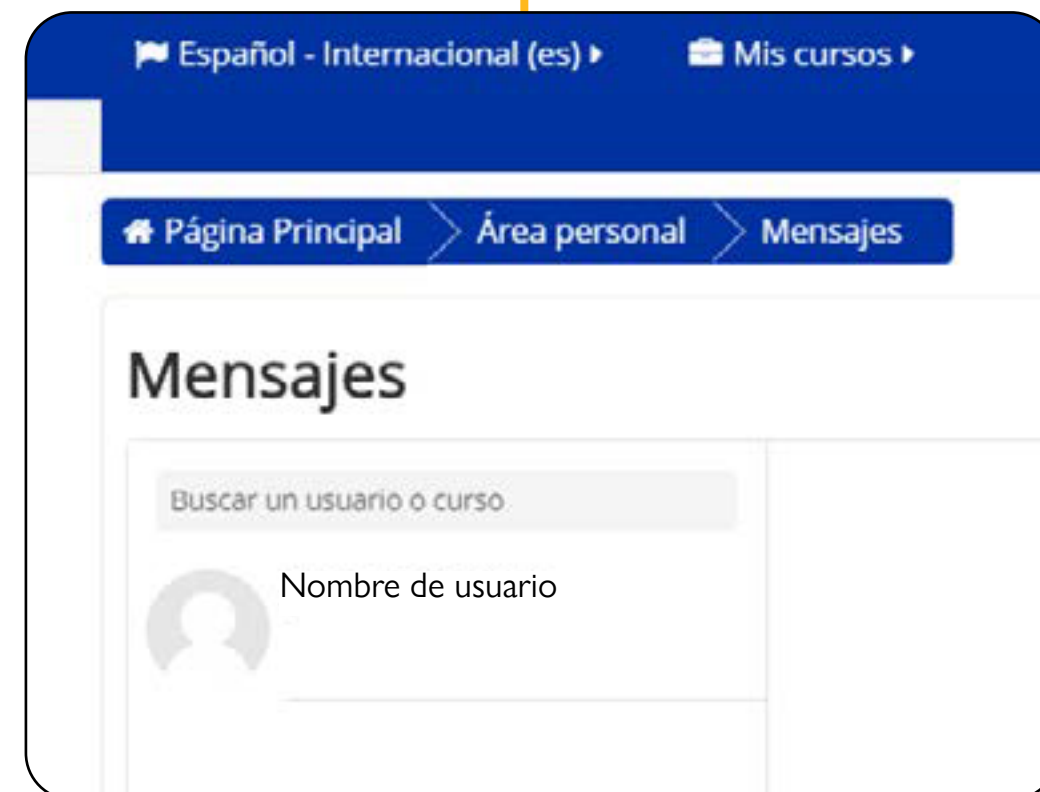 Español - Internacional (es) Mis cursos
Página Principal Área personal Mensajes
Mensajes
Buscar un usuario o curso
Nombre de usuario